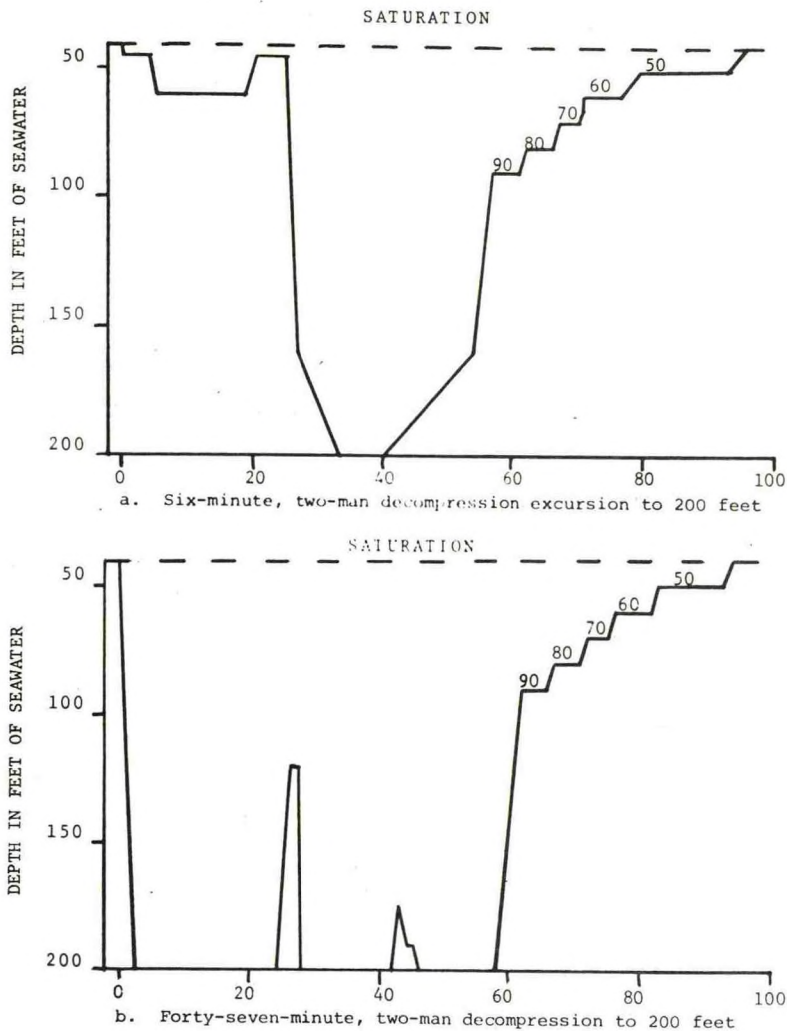 SATURATION
DEPTH IN FEET OF SEAWATER
50
100
150
200
90
80
70
60
50
0 20 40 60 80 100
a. Six-minute, two-man decompression excursion to 200 feet
SATURATION
DEPTH IN FEET OF SEAWATER
50
100
150
200
90
80
70
60
50
0 20 40 60 80 100
b. Forty-seven-minute, two-man decompression to 200 feet